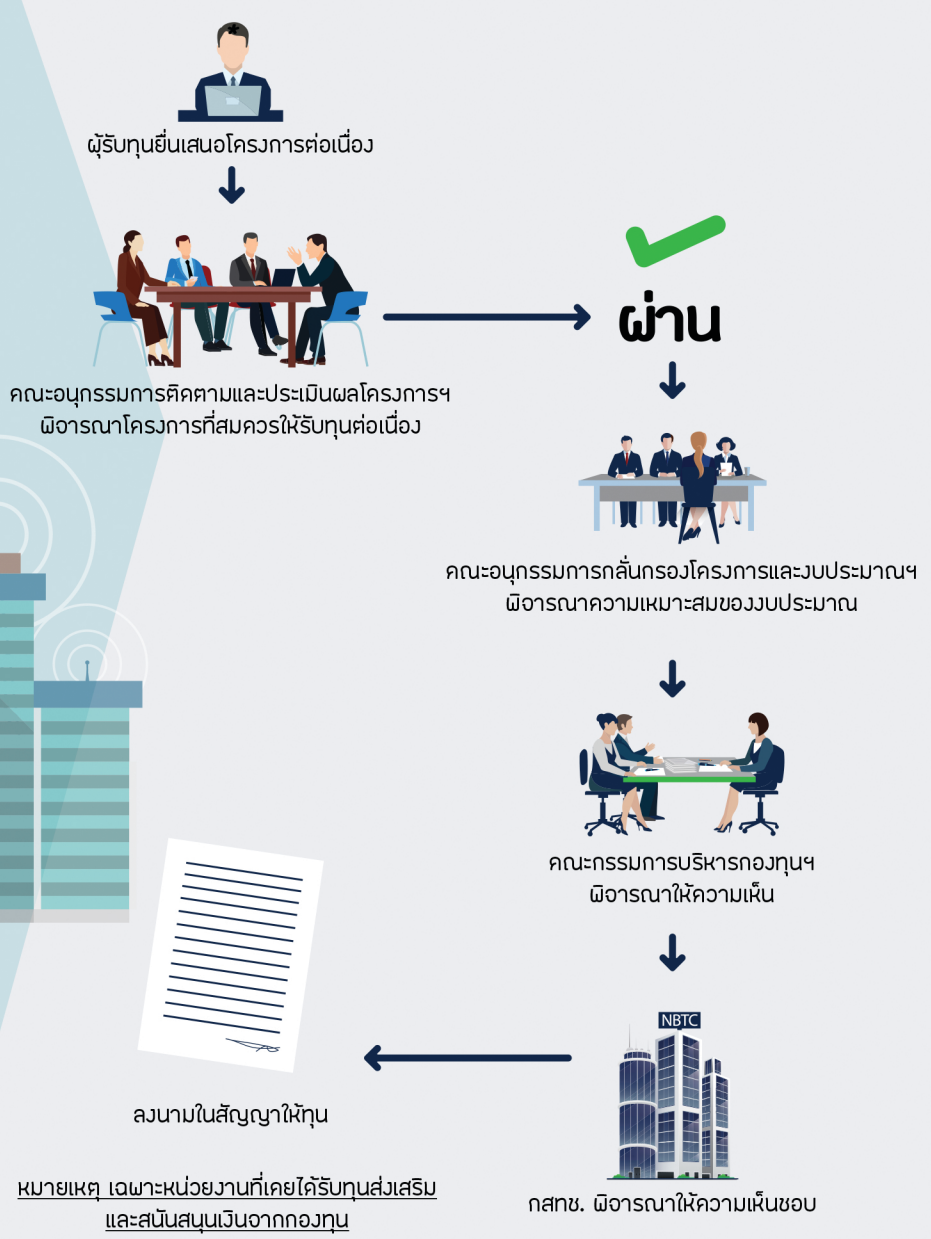 ผู้รับทุนยื่นเสนอโครงการต่อเนื่อง
คณะอนุกรรมการติดตามและประเมินผลโครงการฯ
พิจารณาโครงการที่สมควรให้รับทุนต่อเนื่อง
ผ่าน
คณะอนุกรรมการกลั่นกรองโครงการและงบประมาณฯ
พิจารณาความเหมาะสมของงบประมาณ
คณะกรรมการบริหารกองทุนฯ
พิจารณาให้ความเห็น
NBTC
กสทช. พิจารณาให้ความเห็นชอบ
ลงนามในสัญญาให้ทุน
หมายเหตุ เฉพาะหน่วยงานที่เคยได้รับทุนส่งเสริม
และสนันสนุนเงินจากกองทุน